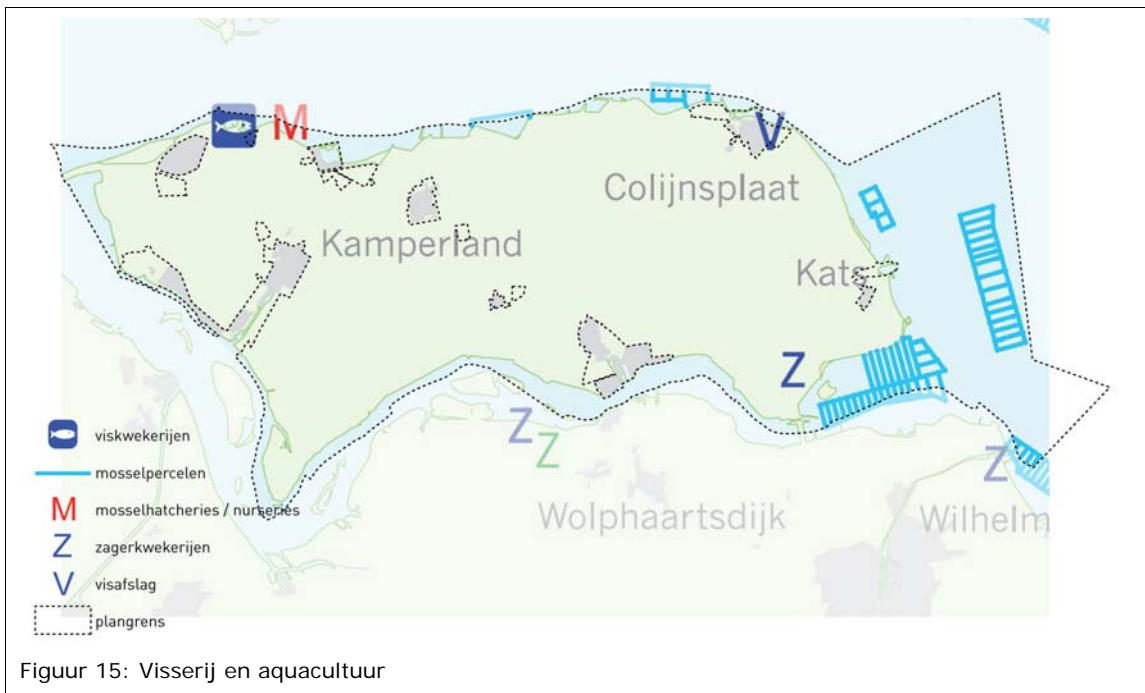 M
V
Colijnsplaat
Kamperland
Kats
Z
Z
Z
Z
Wolphaartsdijk
Wilhelm
viskwekerijen
mosselpercelen
M mosselhatcheries / nurseries
Z zagerkwekerijen
V visafslag
plangrens
Figuur 15: Visserij en aquacultuur